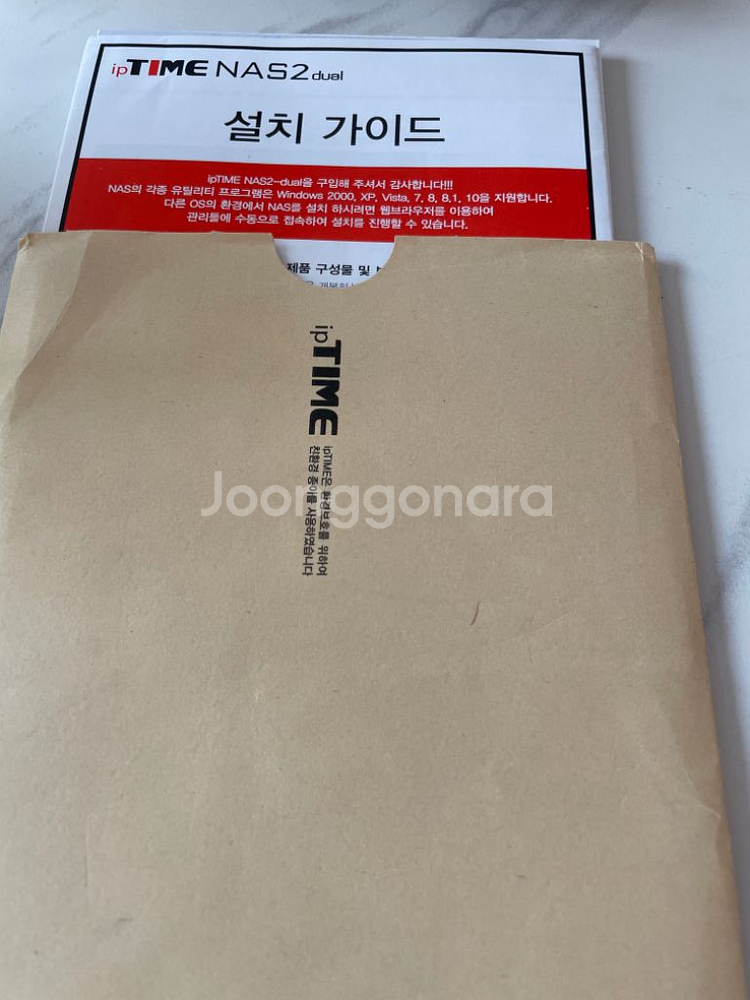 ipTIME NAS2dual
설치 가이드
ipTIME NAS2-dual을 구입해 주셔서 감사합니다!!!
NAS의 각종 유틸리티 프로그램은 Windows 2000, XP, Vista, 7, 8, 8.1, 10을 지원합니다.
다른 OS의 환경에서 NAS를 설치 하시려면 웹브라우저를 이용하여
관리툴에 수동으로 접속하여 설치를 진행할 수 있습니다.
제품 구성물 및
ipTIME
ipTIME은 환경보호를 위하여
친환경 종이를 사용하였습니다
Joonggonara